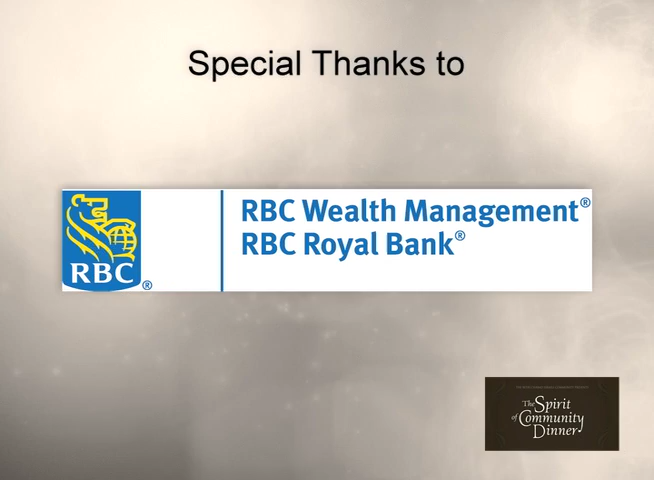 Special Thanks to
RBC Wealth Management®
RBC Royal Bank®
RBC®
The Spirit
of Community
Dinner